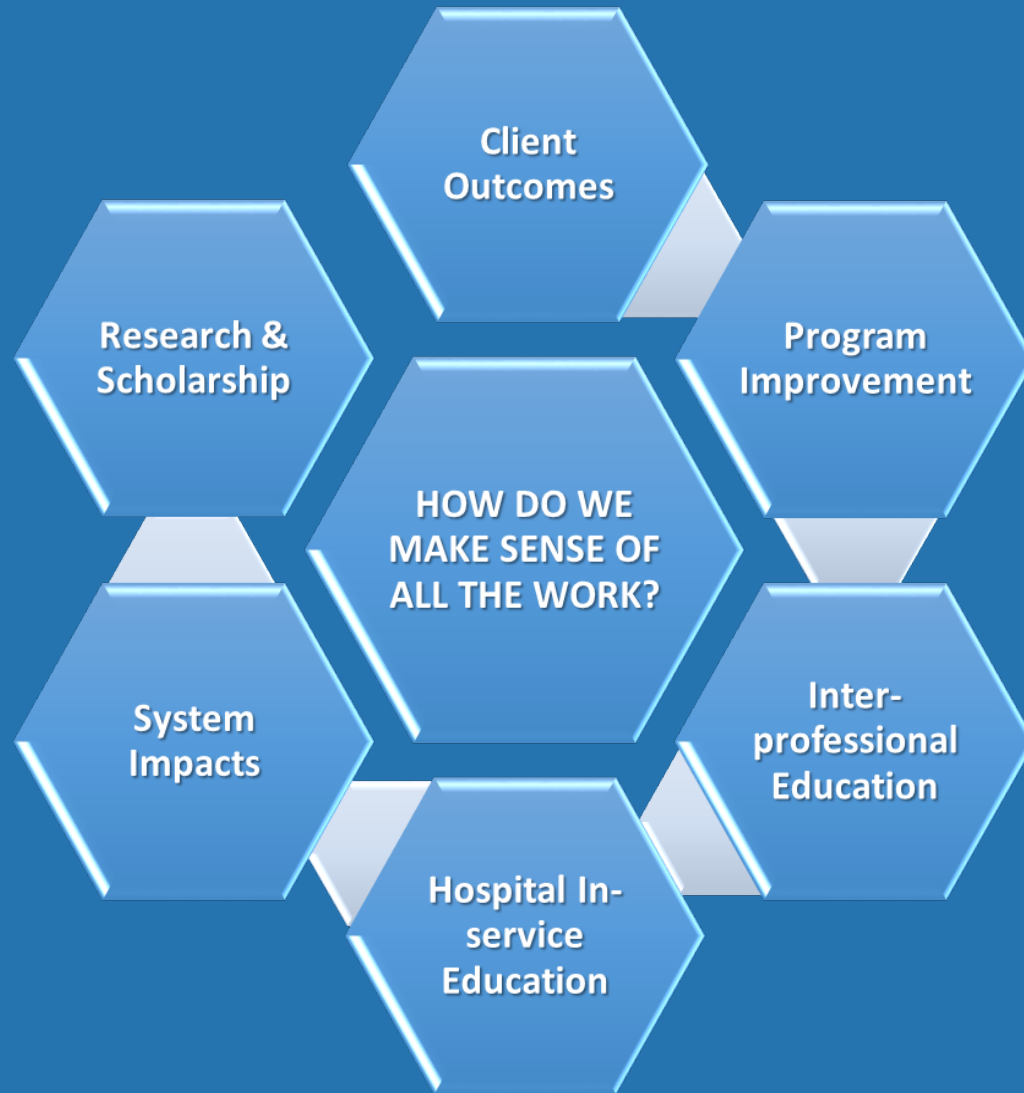 Client
Outcomes
Program
Improvement
Inter-
professional
Education
Hospital In-
service
Education
System
Impacts
Research &
Scholarship
HOW DO WE
MAKE SENSE OF
ALL THE WORK?